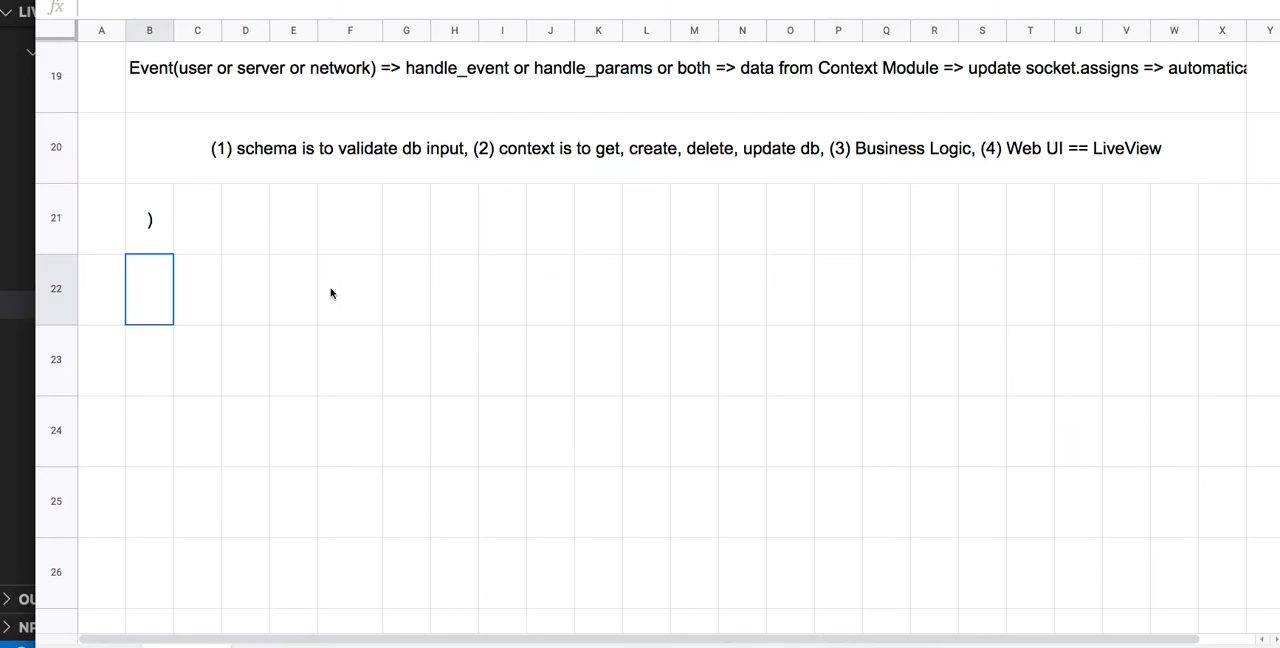 LIV
fx
A B C D E F G H I J K L M N O P Q R S T U V W X Y
19 Event(user or server or network) => handle_event or handle_params or both => data from Context Module => update socket.assigns => automatica
20 (1) schema is to validate db input, (2) context is to get, create, delete, update db, (3) Business Logic, (4) Web UI == LiveView
21 )
22
23
24
25
26
OU
NP